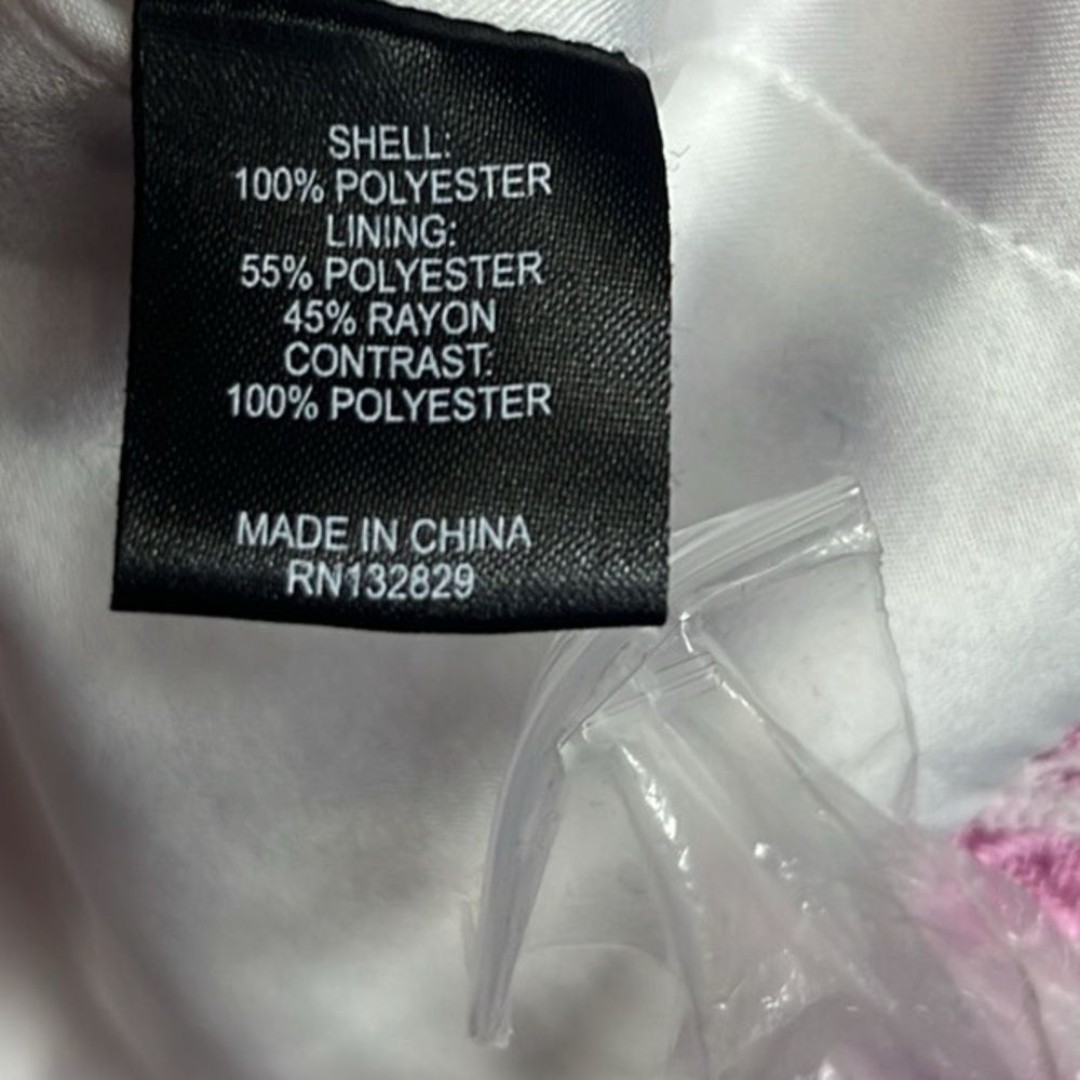 SHELL:
100% POLYESTER
LINING:
55% POLYESTER
45% RAYON
CONTRAST:
100% POLYESTER
MADE IN CHINA
RN132829